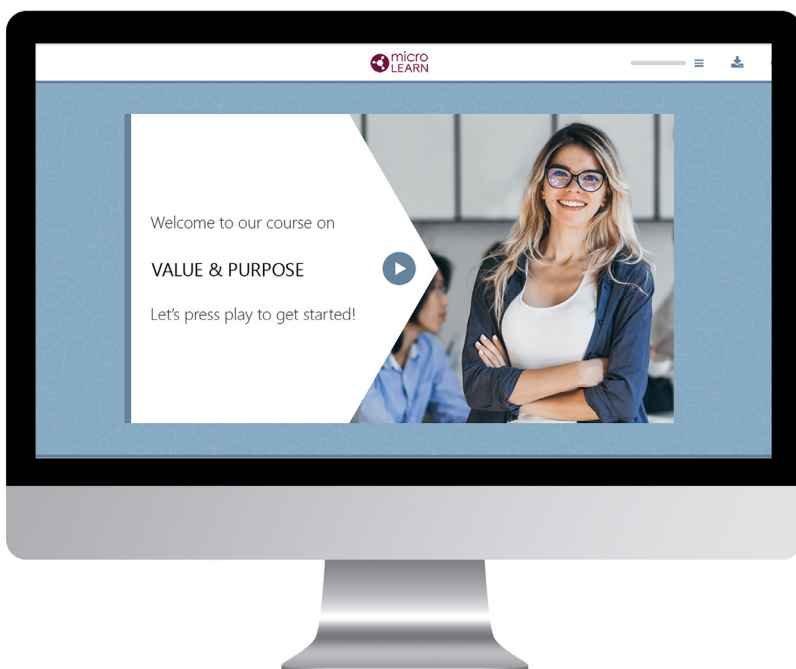 micro
LEARN
Welcome to our course on
VALUE & PURPOSE
Let's press play to get started!